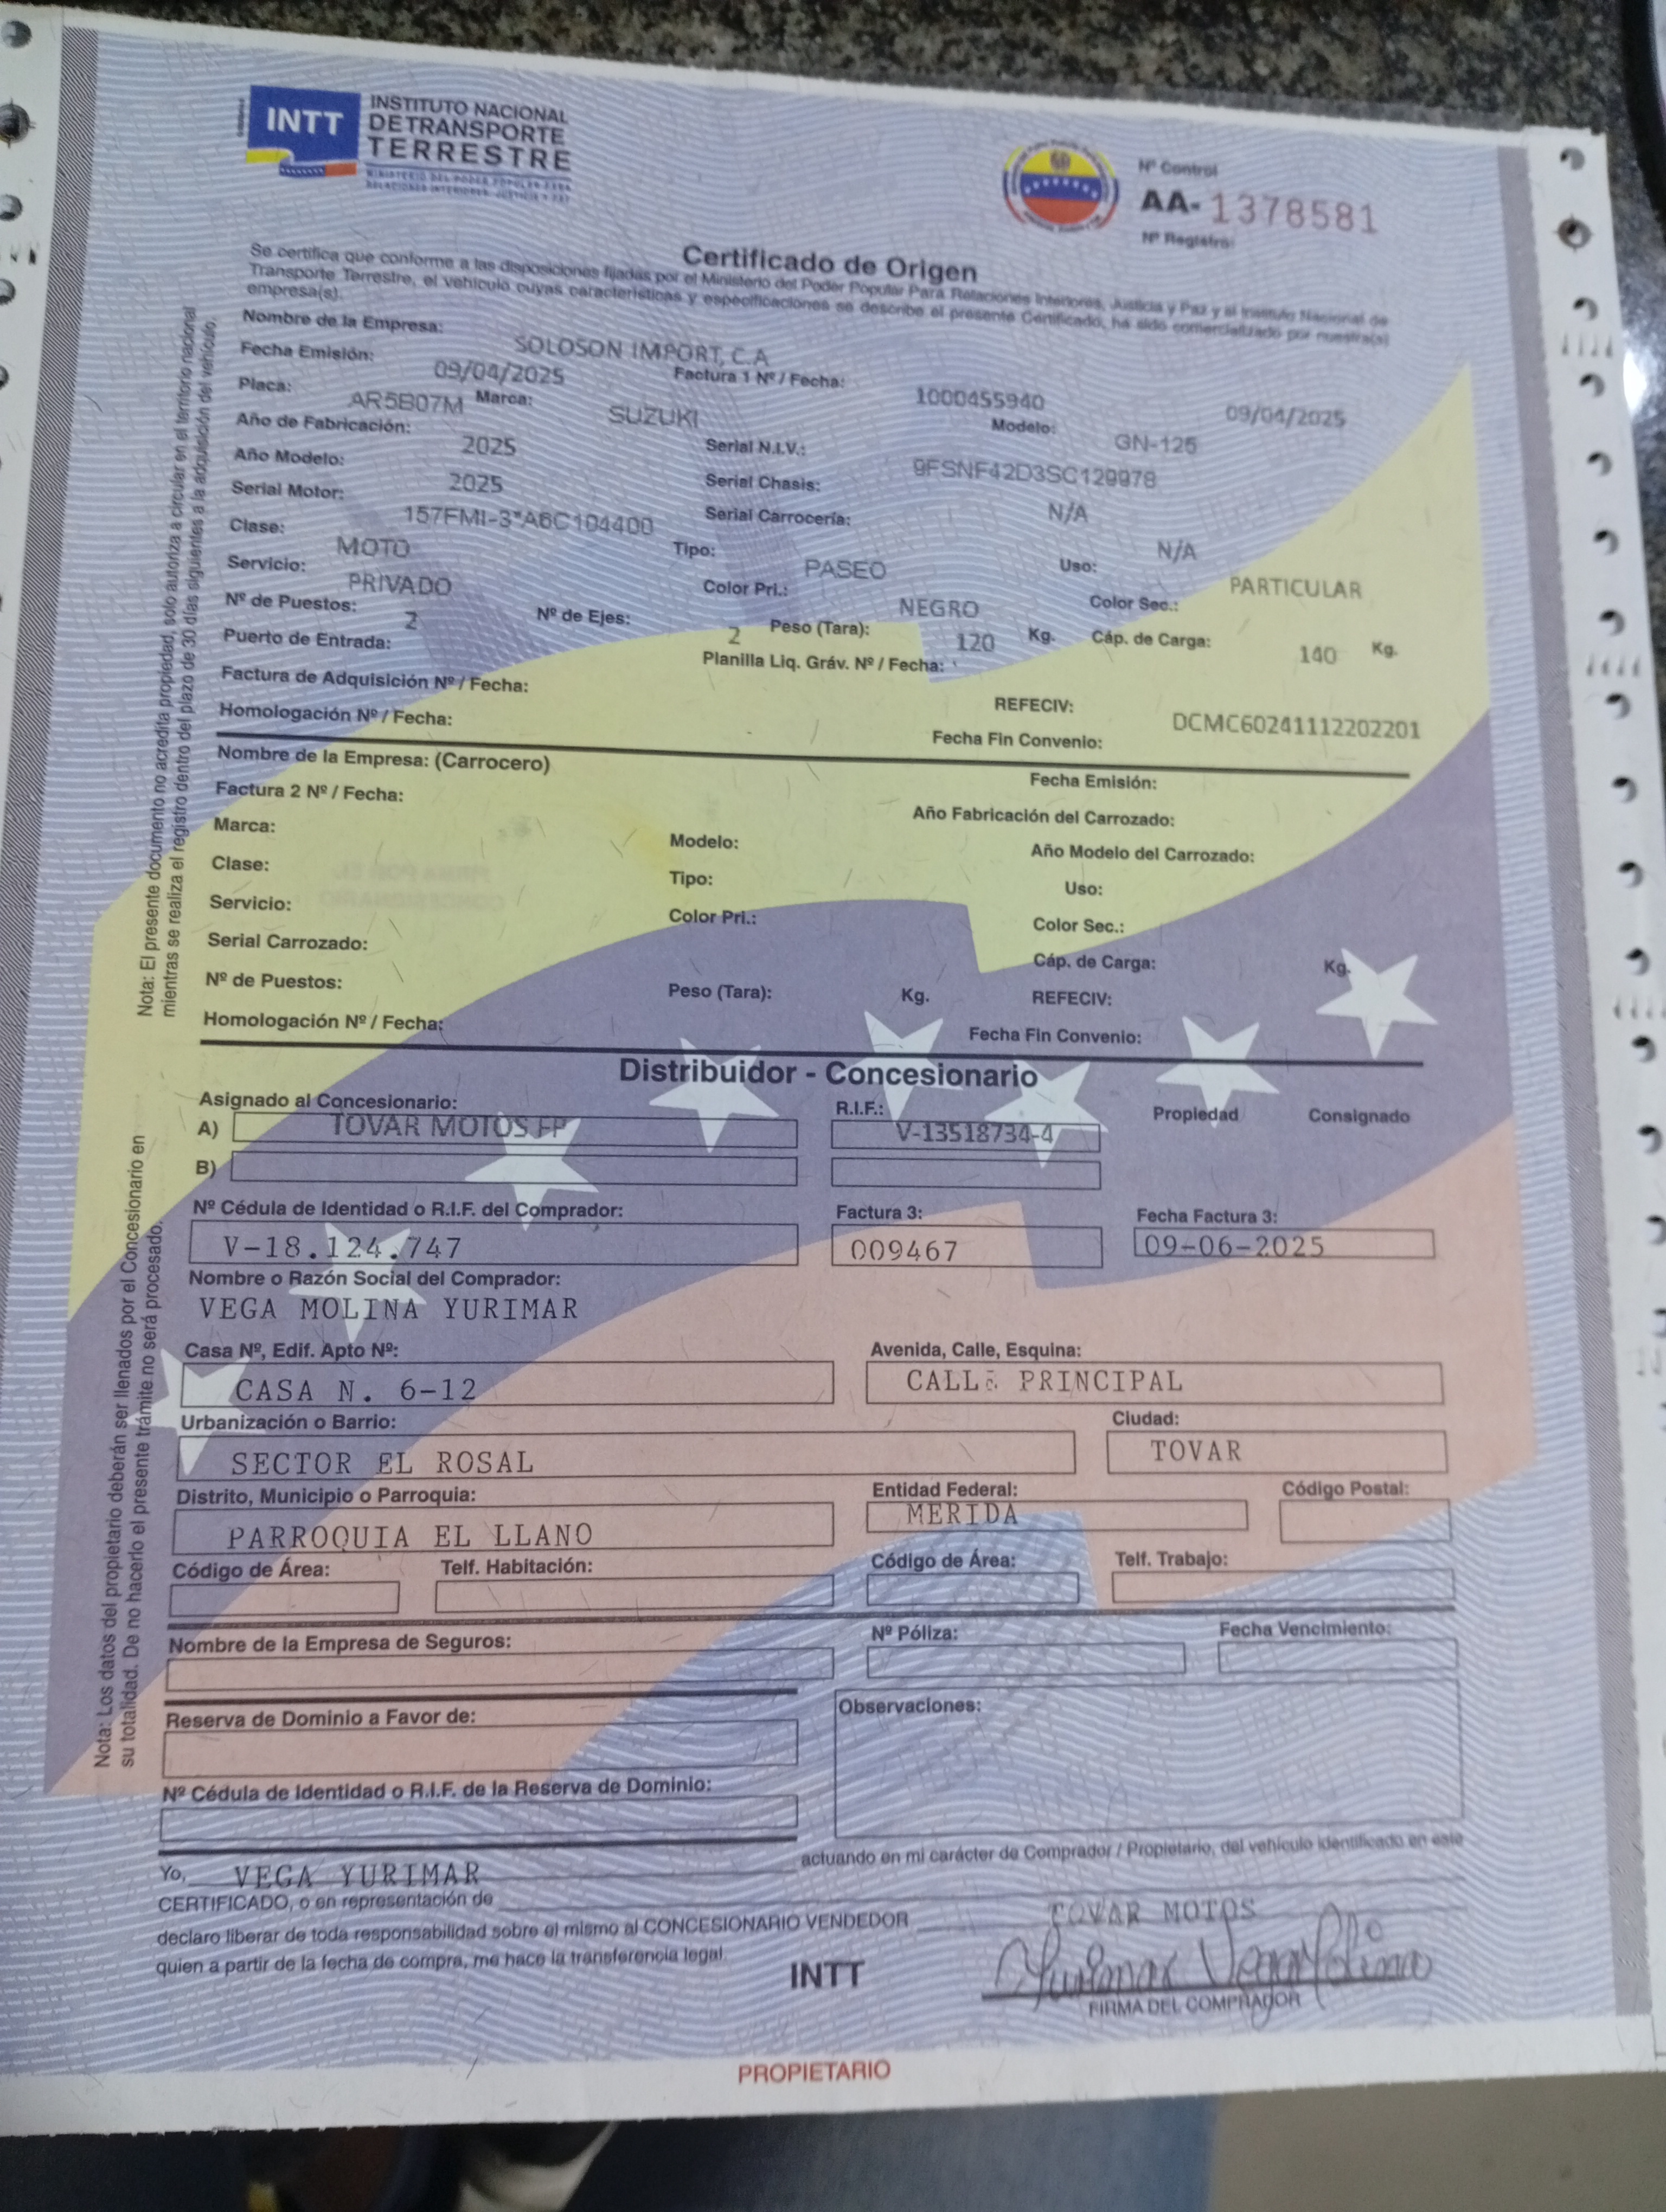 INTT
INSTITUTO NACIONAL
DE TRANSPORTE
TERRESTRE
MINISTERIO DEL PODER POPULAR PARA
RELACIONES INTERIORES, JUSTICIA Y PAZ
Nº Control
AA-1378581
Nº Registro:
Certificado de Origen
Se certifica que conforme a las disposiciones fijadas por el Ministerio del Poder Popular Para Relaciones Interiores, Justicia y Paz y al Instituto Nacional de
Transporte Terrestre, el vehículo cuyas características y especificaciones se describe el presente Certificado, ha sido comercializado por nuestra(s)
empresa(s).
Nombre de la Empresa: SOLOSON IMPORT, C.A
Fecha Emisión: 09/04/2025 Factura 1 Nº / Fecha: 1000455940 09/04/2025
Placa: AR5B07M Marca: SUZUKI Modelo: GN-125
Año de Fabricación: 2025 Serial N.I.V.: 9FSNF42D3SC129978
Año Modelo: 2025 Serial Chasis: N/A
Serial Motor: 157FMI-3*A6C104400 Serial Carrocería: N/A
Clase: MOTO Tipo: PASEO Uso: PARTICULAR
Servicio: PRIVADO Color Pri.: NEGRO Color Sec.:
Nº de Puestos: 2 Nº de Ejes: 2 Peso (Tara): 120 Kg. Cáp. de Carga: 140 Kg.
Puerto de Entrada: Planilla Liq. Gráv. Nº / Fecha:
Factura de Adquisición Nº / Fecha: REFECIV: DCMC60241112202201
Homologación Nº / Fecha: Fecha Fin Convenio:
Nombre de la Empresa: (Carrocero) Fecha Emisión:
Factura 2 Nº / Fecha: Año Fabricación del Carrozado:
Marca: Modelo: Año Modelo del Carrozado:
Clase: Tipo: Uso:
Servicio: Color Pri.: Color Sec.:
Serial Carrozado: Cáp. de Carga: Kg.
Nº de Puestos: Peso (Tara): Kg. REFECIV:
Homologación Nº / Fecha: Fecha Fin Convenio:
Distribuidor - Concesionario
Asignado al Concesionario: R.I.F.: Propiedad Consignado
A) TOVAR MOTOS FP V-13518734-4
B)
Nº Cédula de Identidad o R.I.F. del Comprador: Factura 3: Fecha Factura 3:
V-18.124.747 009467 09-06-2025
Nombre o Razón Social del Comprador:
VEGA MOLINA YURIMAR
Casa Nº, Edif. Apto Nº: Avenida, Calle, Esquina:
CASA N. 6-12 CALLE PRINCIPAL
Urbanización o Barrio: Ciudad:
SECTOR EL ROSAL TOVAR
Distrito, Municipio o Parroquia: Entidad Federal: Código Postal:
PARROQUIA EL LLANO MERIDA
Código de Área: Telf. Habitación: Código de Área: Telf. Trabajo:
Nombre de la Empresa de Seguros: Nº Póliza: Fecha Vencimiento:
Reserva de Dominio a Favor de: Observaciones:
Nº Cédula de Identidad o R.I.F. de la Reserva de Dominio:
Yo, VEGA YURIMAR actuando en mi carácter de Comprador / Propietario, del vehículo identificado en este
CERTIFICADO, o en representación de
declaro liberar de toda responsabilidad sobre el mismo al CONCESIONARIO VENDEDOR TOVAR MOTOS
quien a partir de la fecha de compra, me hace la transferencia legal.
INTT
Yurimar Vega Molina
FIRMA DEL COMPRADOR
PROPIETARIO
Nota: El presente documento no acredita propiedad, solo autoriza a circular en el territorio nacional
mientras se realiza el registro dentro del plazo de 30 días siguientes a la adquisición del vehículo.
Nota: Los datos del propietario deberán ser llenados por el Concesionario en
su totalidad. De no hacerlo el presente trámite no será procesado.